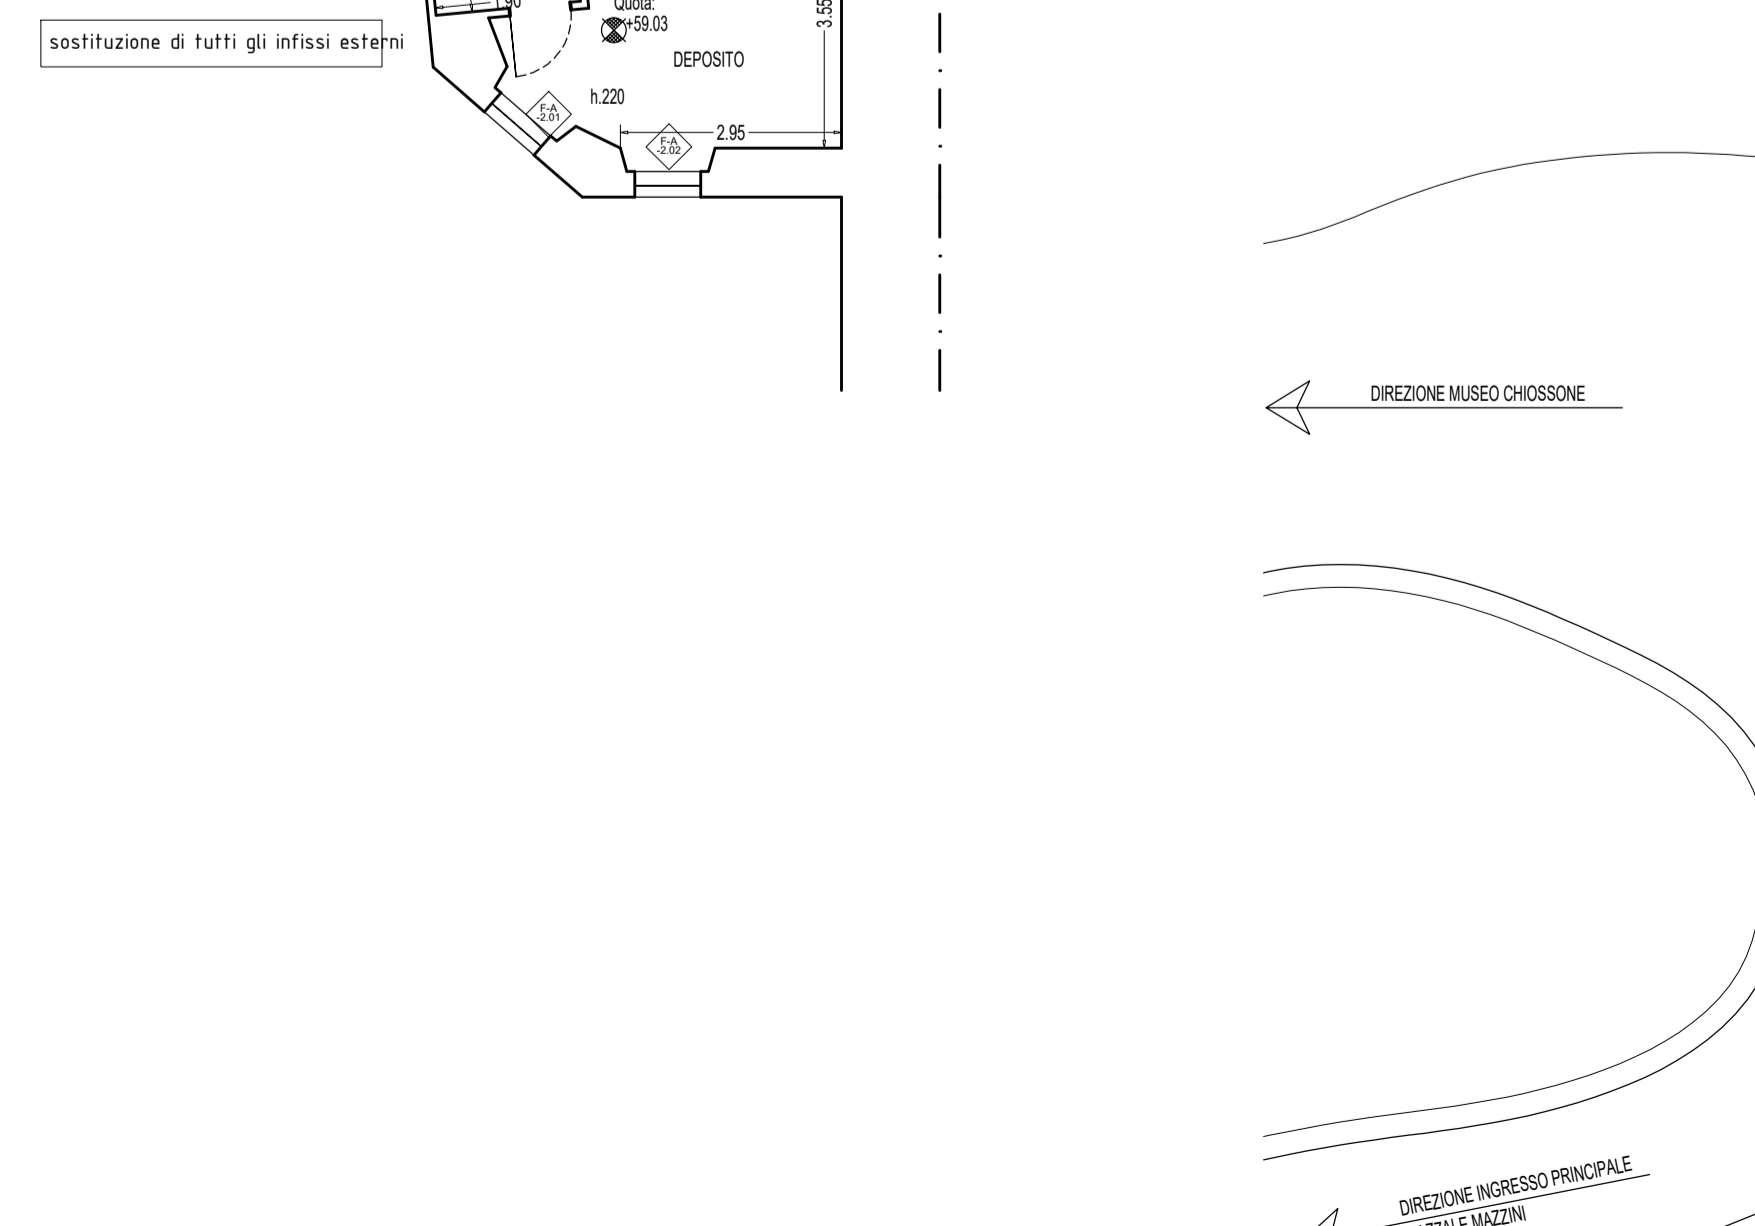 Quota:
+59.03
3.55
sostituzione di tutti gli infissi esterni
DEPOSITO
h.220
F-A
-2.01
2.95
F-A
-2.02
DIREZIONE MUSEO CHIOSSONE
DIREZIONE INGRESSO PRINCIPALE
MAZZINI